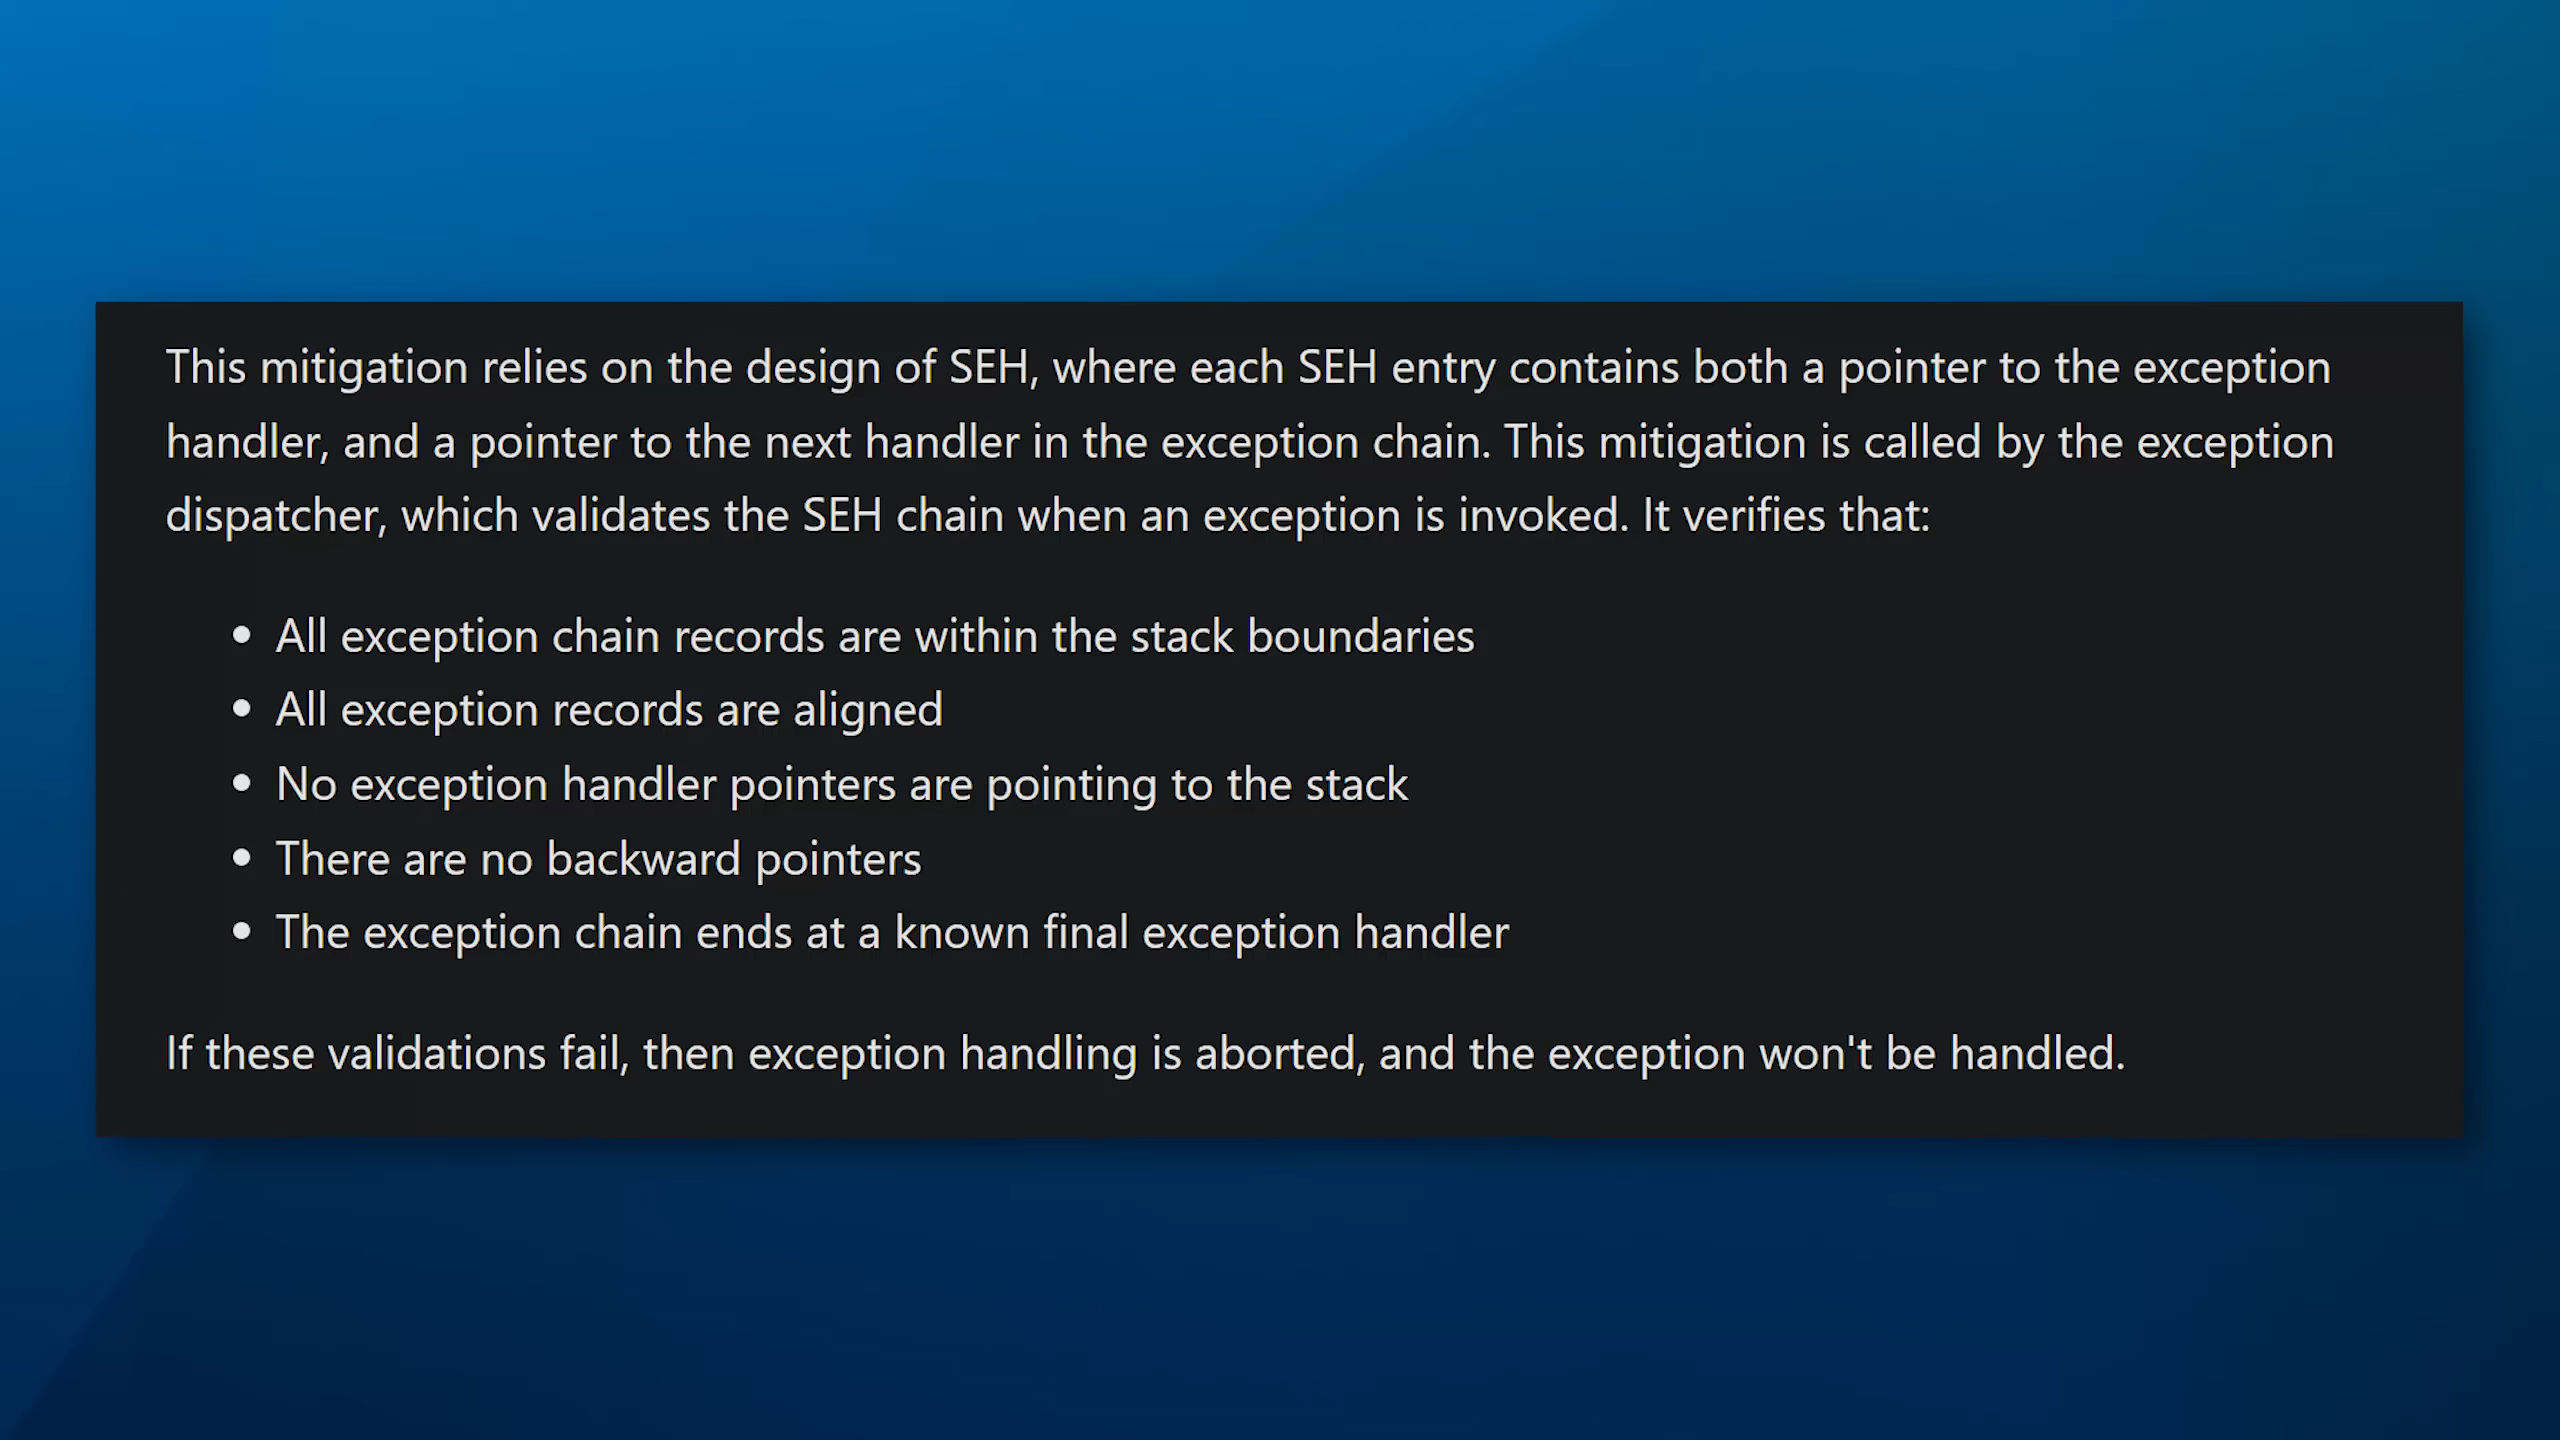 This mitigation relies on the design of SEH, where each SEH entry contains both a pointer to the exception
handler, and a pointer to the next handler in the exception chain. This mitigation is called by the exception
dispatcher, which validates the SEH chain when an exception is invoked. It verifies that:
• All exception chain records are within the stack boundaries
• All exception records are aligned
• No exception handler pointers are pointing to the stack
• There are no backward pointers
• The exception chain ends at a known final exception handler
If these validations fail, then exception handling is aborted, and the exception won't be handled.